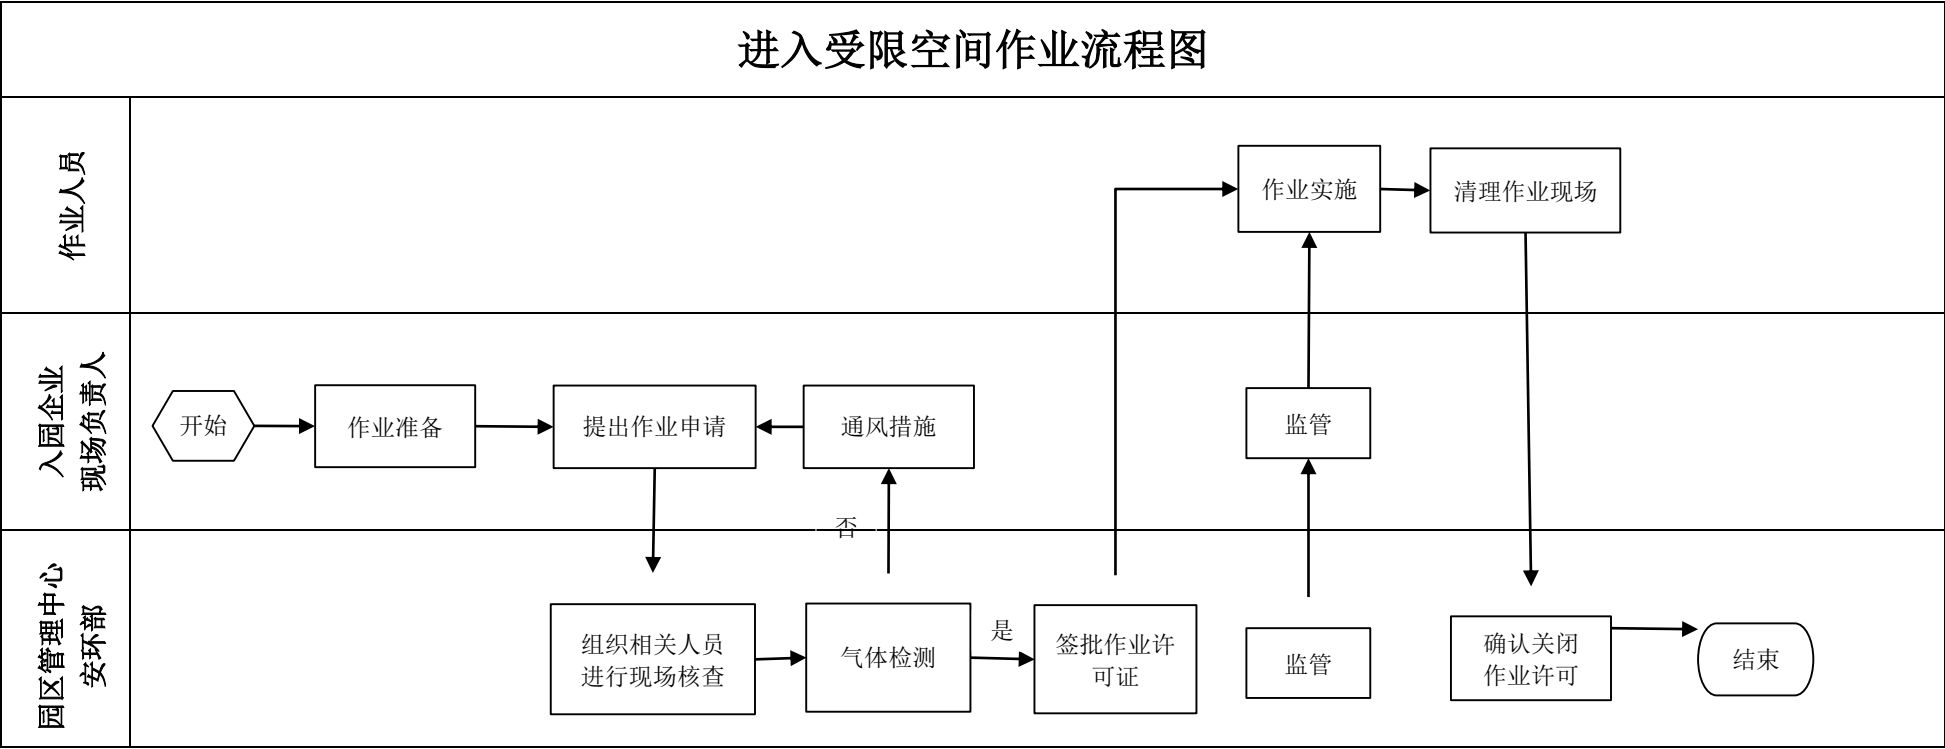 进入受限空间作业流程图
作业人员
作业实施
清理作业现场
入园企业
现场负责人
开始
作业准备
提出作业申请
通风措施
监管
否
园区管理中心
安环部
组织相关人员
进行现场核查
气体检测
是
签批作业许
可证
监管
确认关闭
作业许可
结束